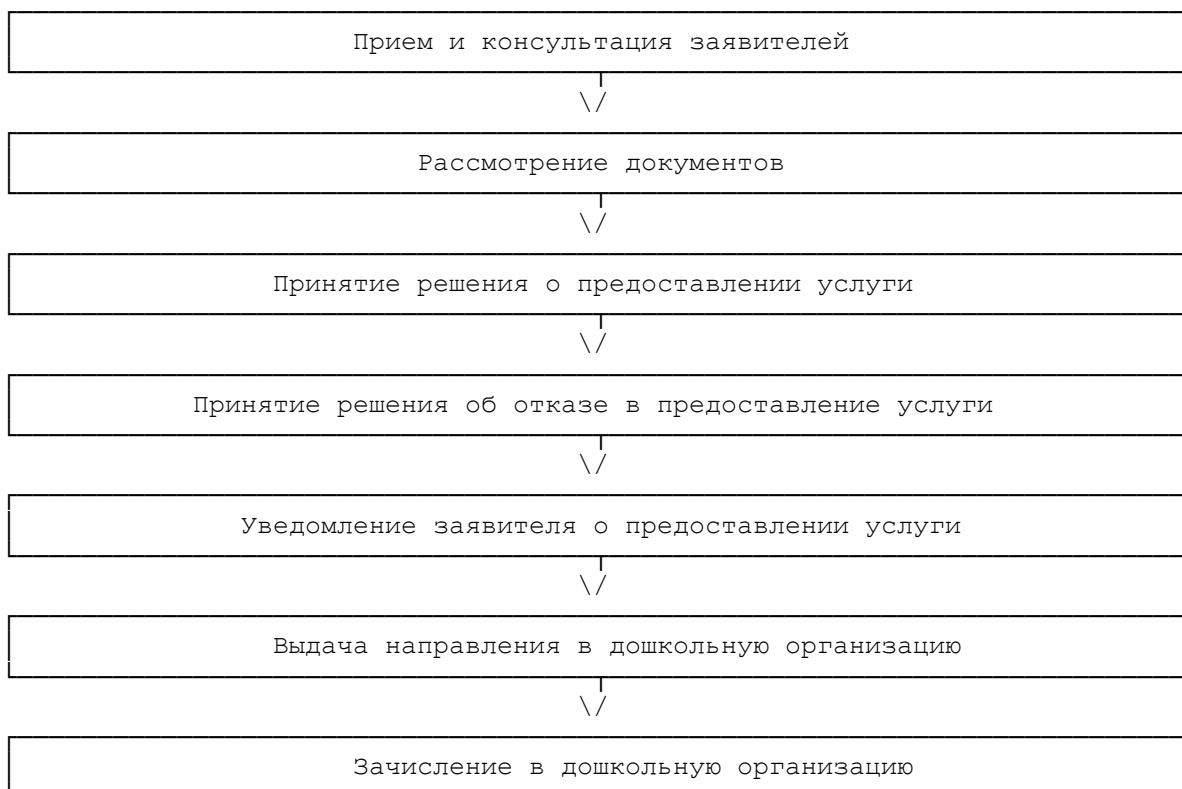 Прием и консультация заявителей
\/
Рассмотрение документов
\/
Принятие решения о предоставлении услуги
\/
Принятие решения об отказе в предоставление услуги
\/
Уведомление заявителя о предоставлении услуги
\/
Выдача направления в дошкольную организацию
\/
Зачисление в дошкольную организацию